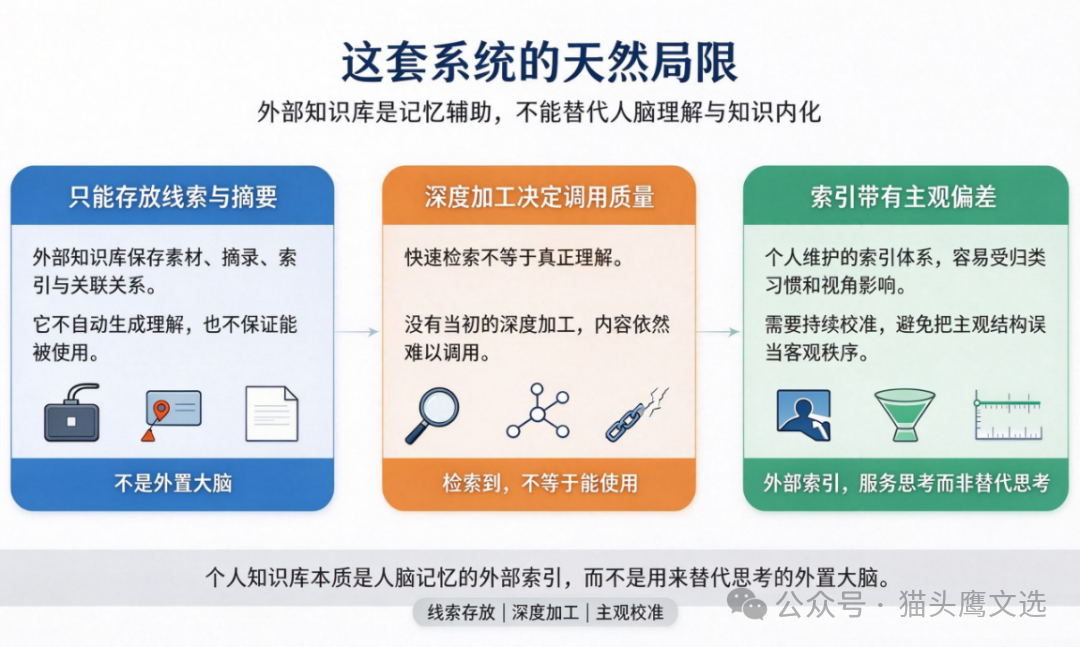 这套系统的天然局限
外部知识库是记忆辅助，不能替代人脑理解与知识内化
只能存放线索与摘要
外部知识库保存素材、摘录、索
引与关联关系。
它不自动生成理解，也不保证能
被使用。
不是外置大脑
深度加工决定调用质量
快速检索不等于真正理解。
没有当初的深度加工，内容依然
难以调用。
检索到，不等于能使用
索引带有主观偏差
个人维护的索引体系，容易受归类
习惯和视角影响。
需要持续校准，避免把主观结构误
当客观秩序。
外部索引，服务思考而非替代思考
个人知识库本质是人脑记忆的外部索引，而不是用来替代思考的外置大脑。
线索存放 | 深度加工 | 主观校准
公众号 · 猫头鹰文选